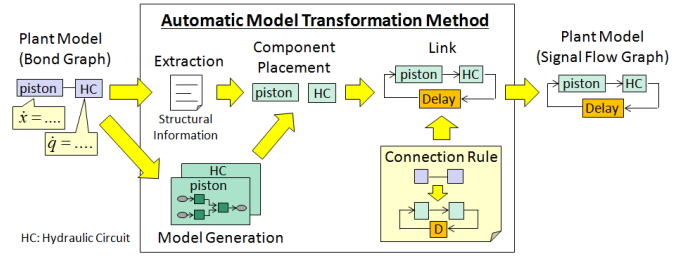 Automatic Model Transformation Method
Plant Model
(Bond Graph)
piston
HC
ẋ = ....
q̇ = ....
HC: Hydraulic Circuit
Extraction
Structural
Information
HC
piston
Model Generation
Component
Placement
piston
HC
Link
piston
HC
Delay
Connection Rule
D
Plant Model
(Signal Flow Graph)
piston
HC
Delay